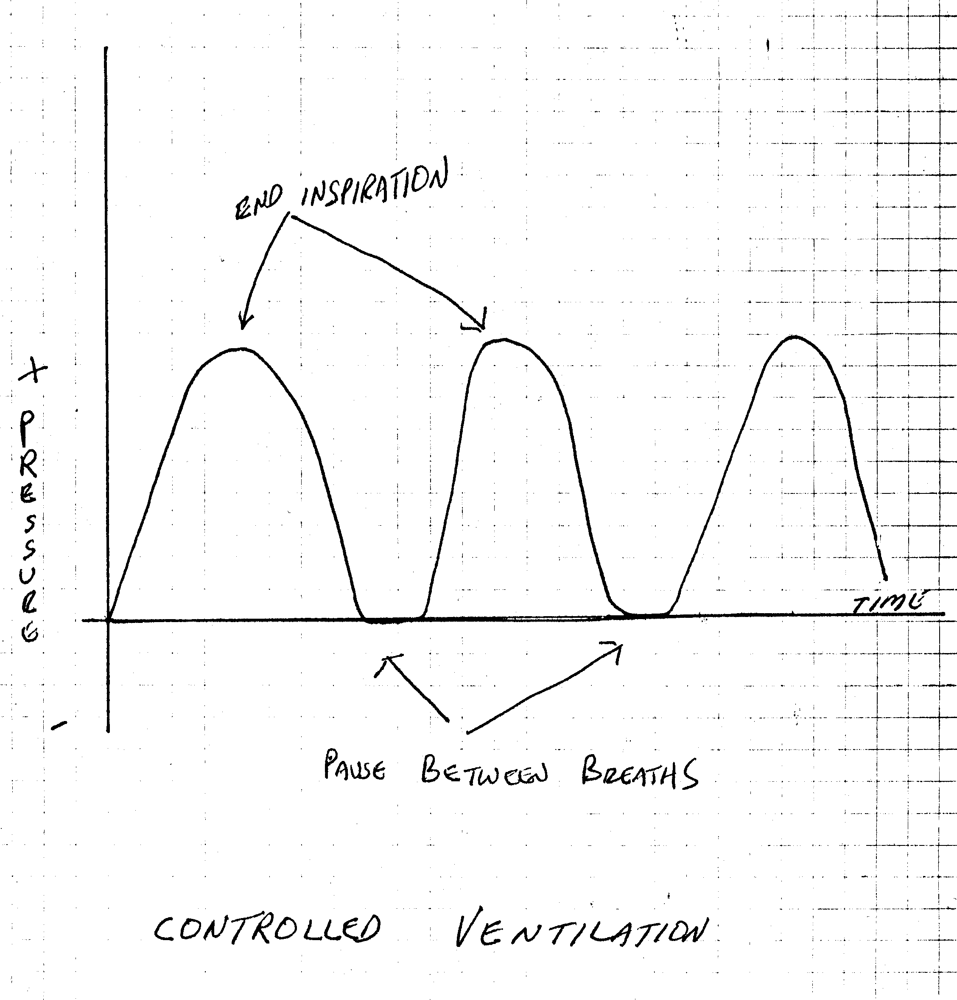 END INSPIRATION
+
PRESSURE
-
TIME
PAUSE BETWEEN BREATHS
CONTROLLED VENTILATION